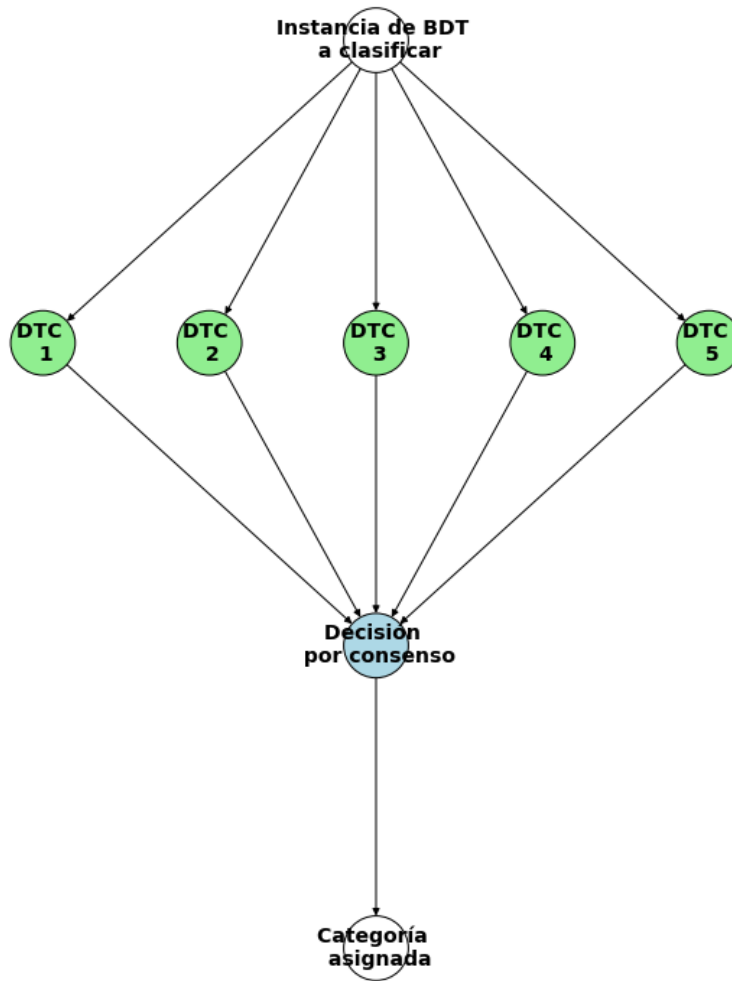 Instancia de BDT
a clasificar
DTC
1
DTC
2
DTC
3
DTC
4
DTC
5
Decisión
por consenso
Categoría
asignada